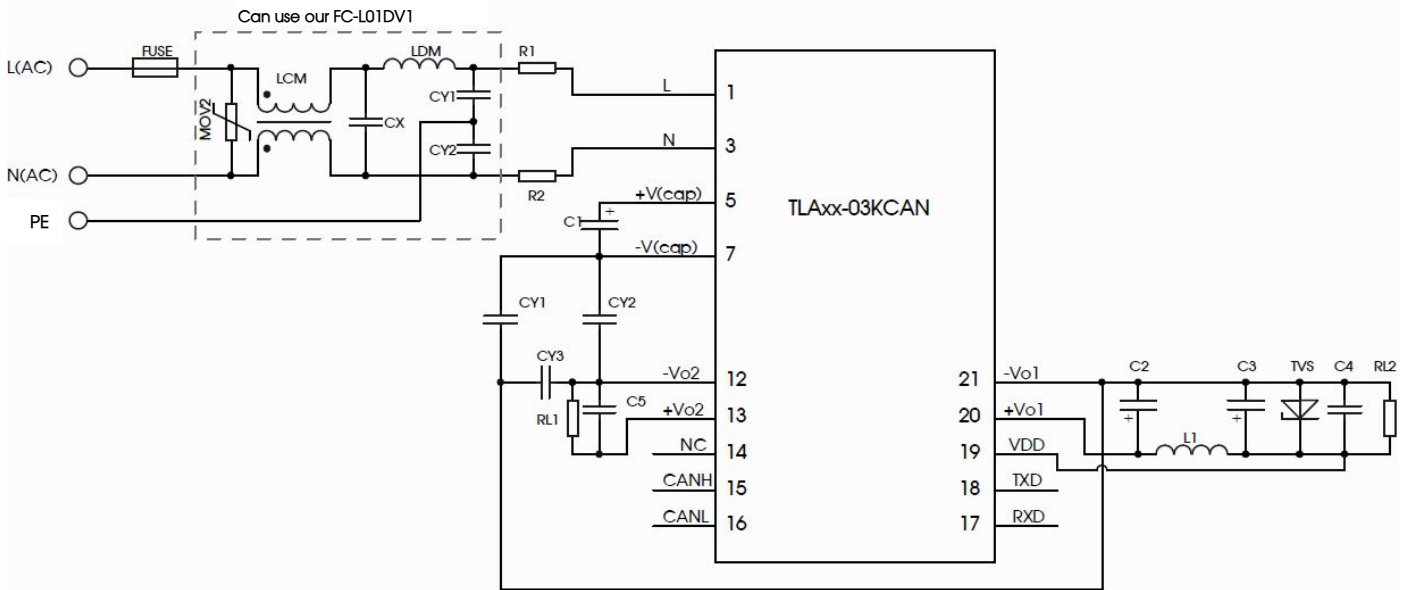 Can use our FC-L01DV1
L(AC)
FUSE
LCM
LDM
R1
MOV2
CX
CY1
CY2
L
1
N(AC)
N
3
R2
PE
+V(cap)
5
C1
+
-V(cap)
7
TLAxx-03KCAN
CY1
CY2
CY3
-Vo2
12
C5
+Vo2
13
RL1
NC
14
CANH
15
CANL
16
21
-Vo1
20
+Vo1
19
VDD
18
TXD
17
RXD
C2
+
L1
C3
+
TVS
C4
RL2